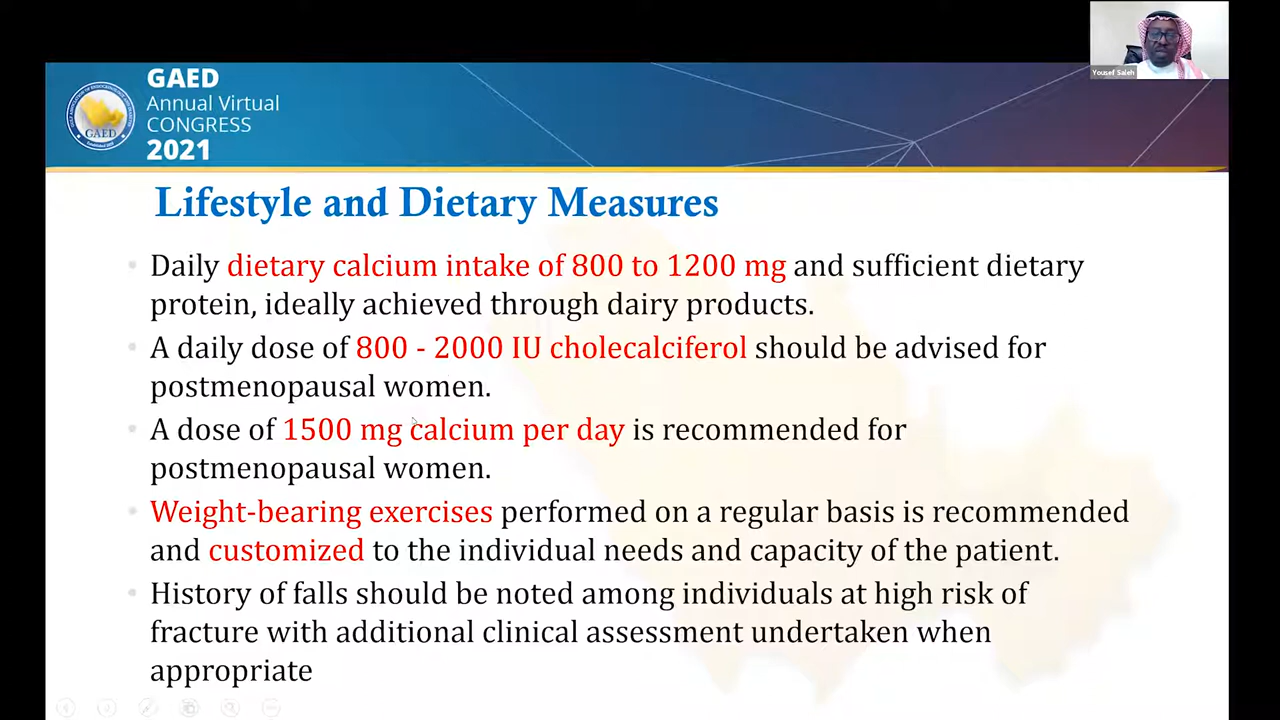 Yousef Saleh
GAED
Annual Virtual
CONGRESS
2021
GAED
Lifestyle and Dietary Measures
Daily dietary calcium intake of 800 to 1200 mg and sufficient dietary
protein, ideally achieved through dairy products.
A daily dose of 800 - 2000 IU cholecalciferol should be advised for
postmenopausal women.
A dose of 1500 mg calcium per day is recommended for
postmenopausal women.
Weight-bearing exercises performed on a regular basis is recommended
and customized to the individual needs and capacity of the patient.
History of falls should be noted among individuals at high risk of
fracture with additional clinical assessment undertaken when
appropriate